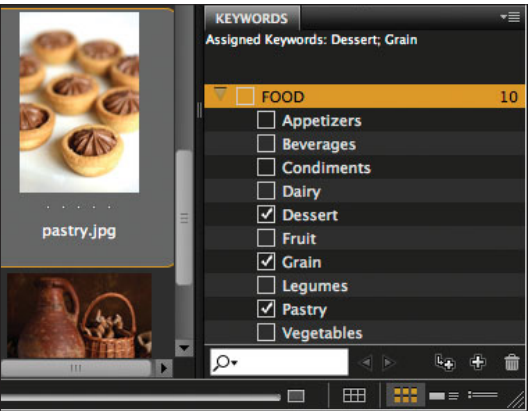 KEYWORDS
Assigned Keywords: Dessert; Grain
FOOD 10
Appetizers
Beverages
Condiments
Dairy
Dessert
Fruit
Grain
Legumes
Pastry
Vegetables
pastry.jpg